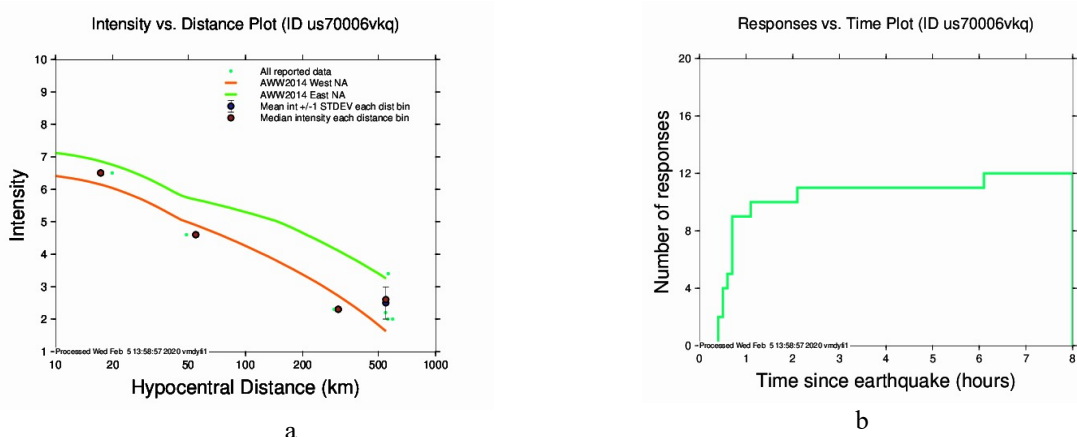 Intensity vs. Distance Plot (ID us70006vkq)
10
9
8
7
6
5
4
3
2
1
Intensity
All reported data
AWW2014 West NA
AWW2014 East NA
Mean int +/-1 STDEV each dist bin
Median intensity each distance bin
Processed Wed Feb 5 13:58:57 2020 vmdyfi1
10 20 50 100 200 500 1000
Hypocentral Distance (km)
a
Responses vs. Time Plot (ID us70006vkq)
20
16
12
8
4
0
Number of responses
Processed Wed Feb 5 13:58:57 2020 vmdyfi1
0 1 2 3 4 5 6 7 8
Time since earthquake (hours)
b